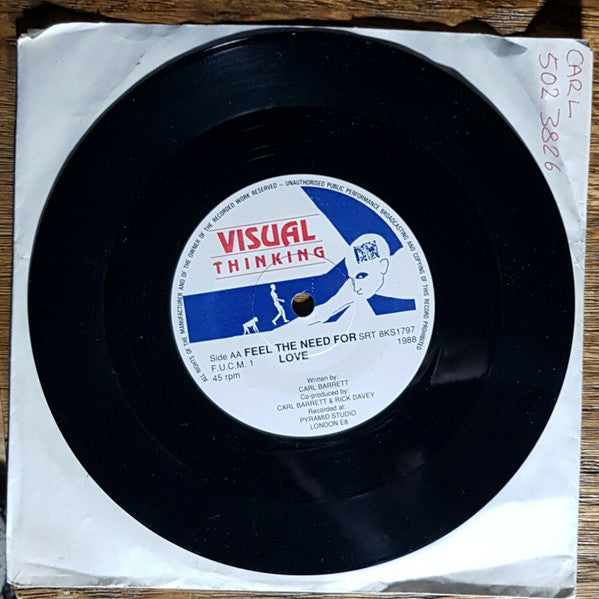 CARL
502 3826
ALL RIGHTS OF THE MANUFACTURER AND OF THE OWNER OF THE RECORDED WORK RESERVED – UNAUTHORISED PUBLIC PERFORMANCE BROADCASTING AND COPYING OF THIS RECORD PROHIBITED
VISUAL
THINKING
Side AA FEEL THE NEED FOR SRT 8KS1797
F.U.C.M. 1 LOVE 1988
45 rpm
Written by:
CARL BARRETT
Co-produced by:
CARL BARRETT & RICK DAVEY
Recorded at:
PYRAMID STUDIO
LONDON E8